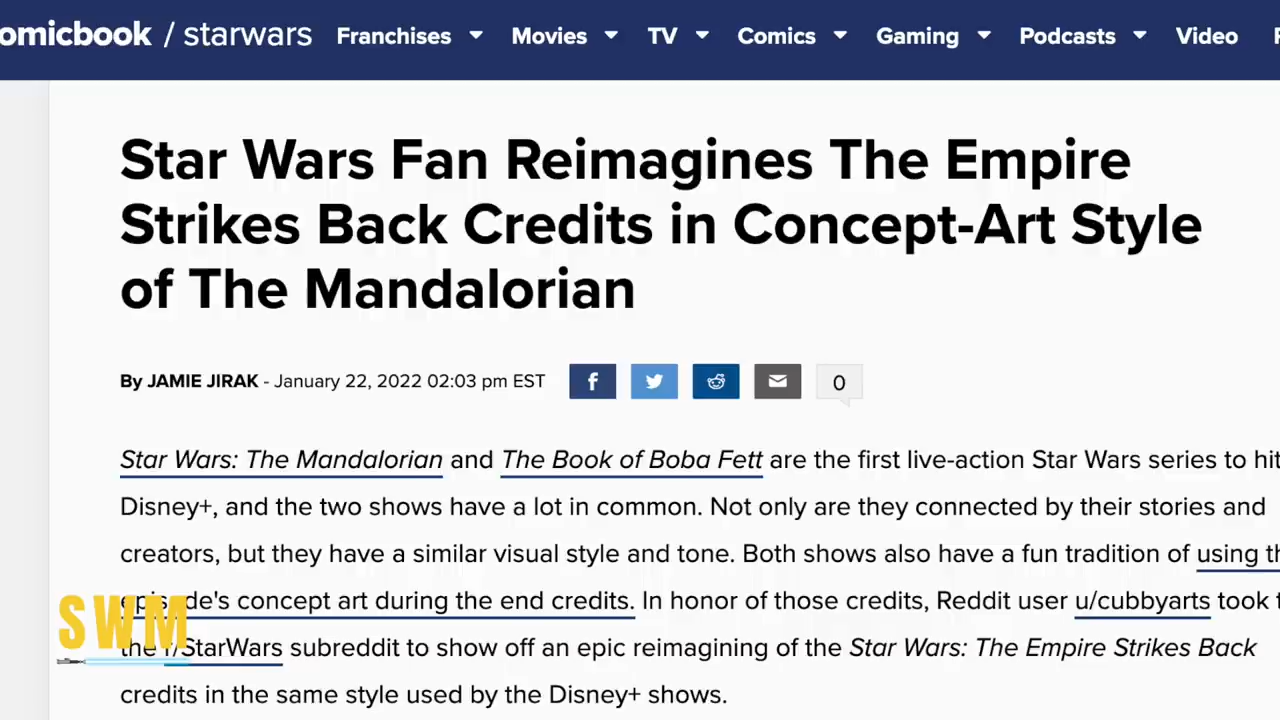 omicbook / starwars Franchises Movies TV Comics Gaming Podcasts Video
Star Wars Fan Reimagines The Empire
Strikes Back Credits in Concept-Art Style
of The Mandalorian
By JAMIE JIRAK - January 22, 2022 02:03 pm EST f 0
Star Wars: The Mandalorian and The Book of Boba Fett are the first live-action Star Wars series to hit
Disney+, and the two shows have a lot in common. Not only are they connected by their stories and
creators, but they have a similar visual style and tone. Both shows also have a fun tradition of using th
episode's concept art during the end credits. In honor of those credits, Reddit user u/cubbyarts took t
the r/StarWars subreddit to show off an epic reimagining of the Star Wars: The Empire Strikes Back
credits in the same style used by the Disney+ shows.
SWM